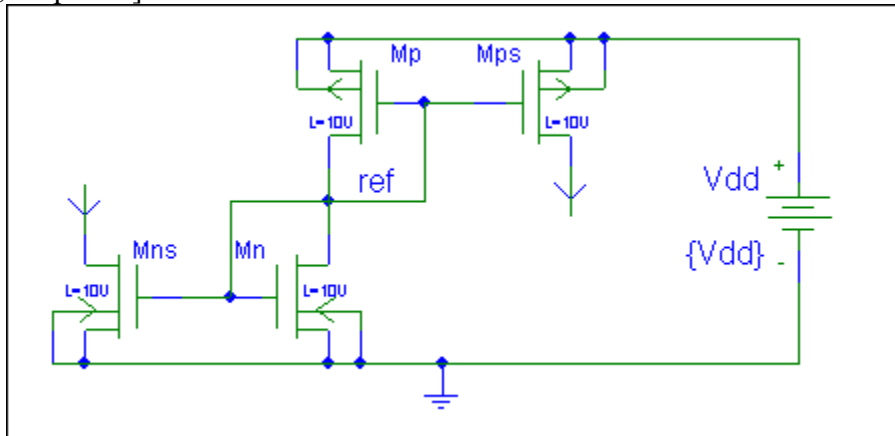 Mp
Mps
L=10U
L=10U
ref
Vdd
+
{Vdd}
-
Mns
Mn
L=10U
L=10U